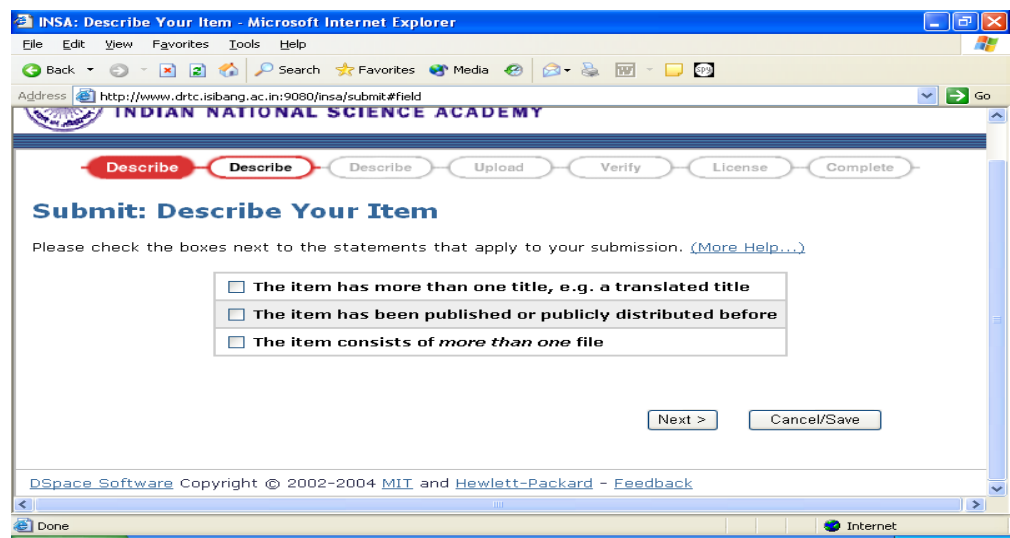 INSA: Describe Your Item - Microsoft Internet Explorer
File Edit View Favorites Tools Help
Back Search Favorites Media
Address http://www.drtc.isibang.ac.in:9080/insa/submit#field Go
INDIAN NATIONAL SCIENCE ACADEMY
Describe Describe Describe Upload Verify License Complete
Submit: Describe Your Item
Please check the boxes next to the statements that apply to your submission. (More Help...)
The item has more than one title, e.g. a translated title
The item has been published or publicly distributed before
The item consists of more than one file
Next > Cancel/Save
DSpace Software Copyright © 2002-2004 MIT and Hewlett-Packard - Feedback
Done Internet